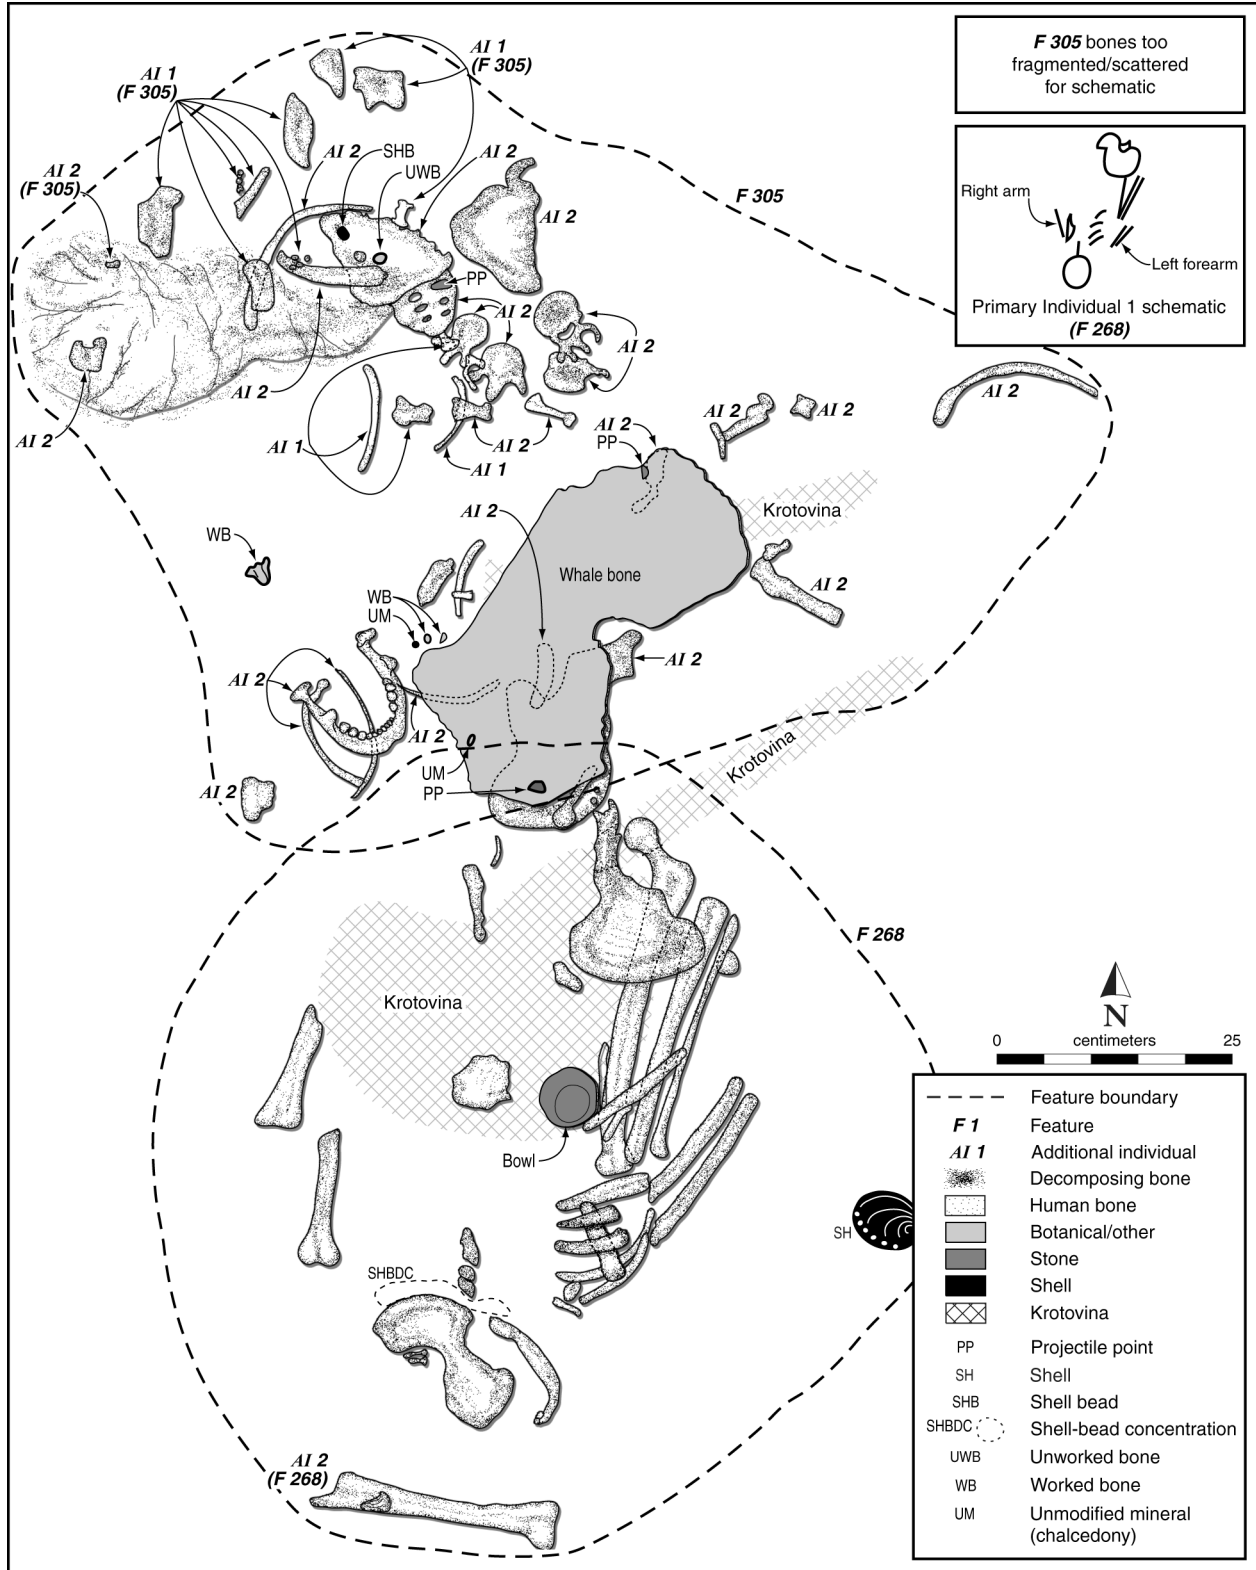 F 305 bones too
fragmented/scattered
for schematic
Right arm
Left forearm
Primary Individual 1 schematic
(F 268)
AI 1
(F 305)
AI 1
(F 305)
AI 2
(F 305)
AI 2
SHB
UWB
AI 2
AI 2
F 305
PP
AI 2
AI 2
AI 2
AI 2
AI 2
AI 1
AI 2
AI 1
AI 2
PP
AI 2
AI 2
AI 2
Krotovina
AI 2
WB
Whale bone
AI 2
WB
UM
AI 2
AI 2
AI 2
Krotovina
UM
PP
AI 2
F 268
Krotovina
Bowl
SH
SHBDC
AI 2
(F 268)
N
0 centimeters 25
Feature boundary
F 1 Feature
AI 1 Additional individual
Decomposing bone
Human bone
Botanical/other
Stone
Shell
Krotovina
PP Projectile point
SH Shell
SHB Shell bead
SHBDC Shell-bead concentration
UWB Unworked bone
WB Worked bone
UM Unmodified mineral
(chalcedony)